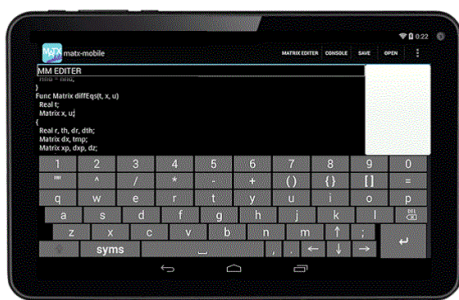 0:22
MaTX
matx-mobile
MATRIX EDITOR CONSOLE SAVE OPEN
MM EDITER
}
Func Matrix diffEqs(t, x, u)
Real t;
Matrix x, u;
{
Real r, th, dr, dth;
Matrix dx, tmp;
Matrix xp, dxp, dz;
1 2 3 4 5 6 7 8 9 0
"" ^ / * - + () {} [] =
q w e r t y u i o p
a s d f g h j k l DEL
z x c v b n m ↑ ;
syms , . ← ↓ →